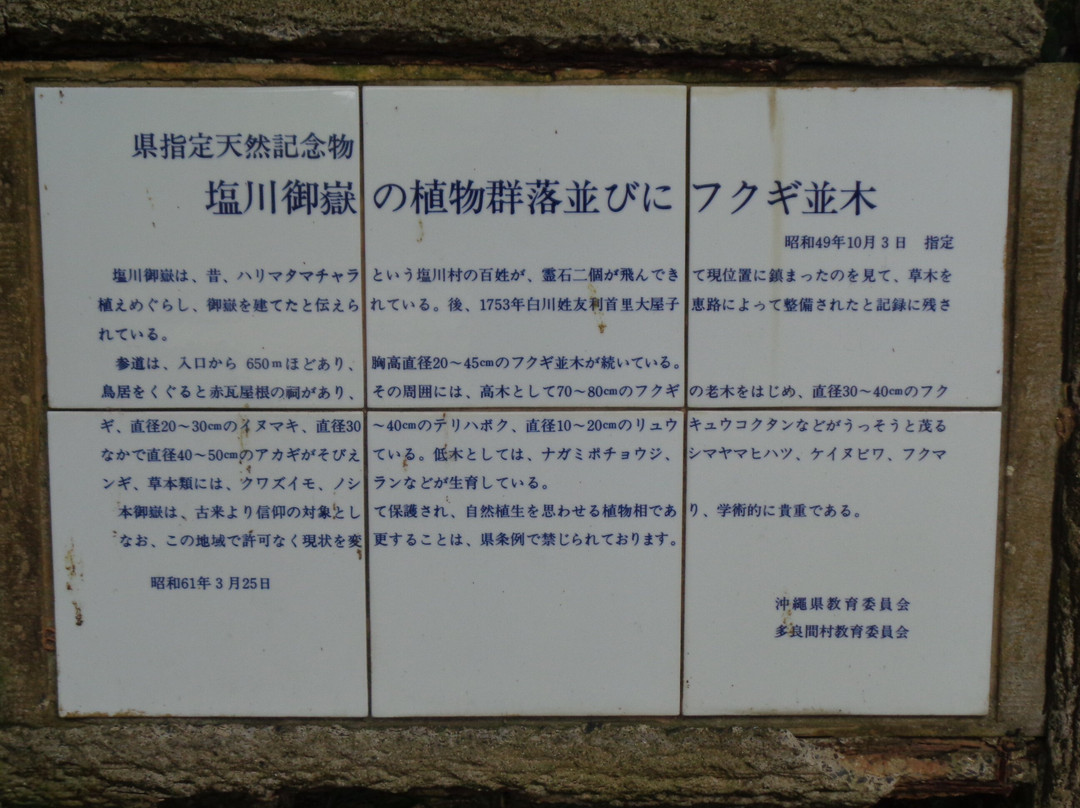 県指定天然記念物
塩川御嶽の植物群落並びにフクギ並木
昭和49年10月3日　指定
塩川御嶽は、昔、ハリマタマチャラという塩川村の百姓が、霊石二個が飛んできて現位置に鎮まったのを見て、草木を
植えめぐらし、御嶽を建てたと伝えられている。後、1753年白川姓友利首里大屋子恵路によって整備されたと記録に残さ
れている。
参道は、入口から 650mほどあり、胸高直径20〜45cmのフクギ並木が続いている。
鳥居をくぐると赤瓦屋根の祠があり、その周囲には、高木として70〜80cmのフクギの老木をはじめ、直径30〜40cmのフク
ギ、直径20〜30cmのイヌマキ、直径30〜40cmのテリハボク、直径10〜20cmのリュウキュウコクタンなどがうっそうと茂る
なかで直径40〜50cmのアカギがそびえている。低木としては、ナガミボチョウジ、シマヤマヒハツ、ケイヌビワ、フクマ
ンギ、草本類には、クワズイモ、ノシランなどが生育している。
本御嶽は、古来より信仰の対象として保護され、自然植生を思わせる植物相であり、学術的に貴重である。
なお、この地域で許可なく現状を変更することは、県条例で禁じられております。
昭和61年3月25日
沖縄県教育委員会
多良間村教育委員会